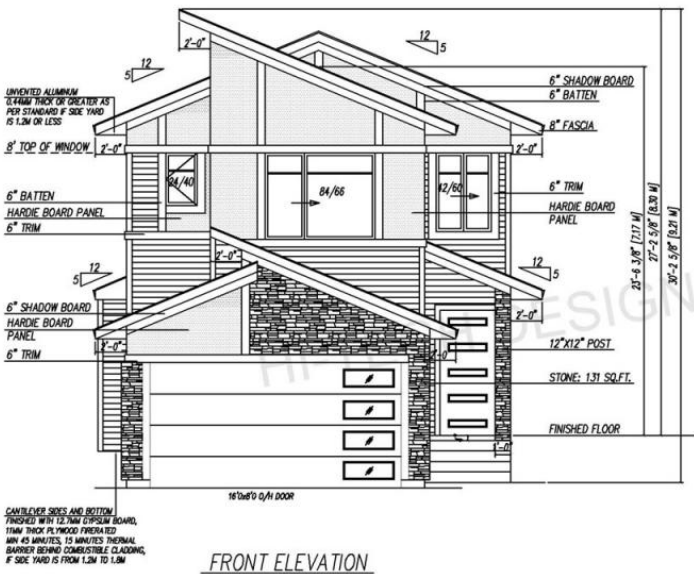 12
5
2'-0"
12
5
UNVENTED ALUMINUM
0.44MM THICK OR GREATER AS
PER STANDARD IF SIDE YARD
IS 1.2M OR LESS
6" SHADOW BOARD
6" BATTEN
8" FASCIA
8' TOP OF WINDOW
2'-0"
2'-0"
24/40
84/66
42/60
6" BATTEN
HARDIE BOARD PANEL
6" TRIM
6" TRIM
HARDIE BOARD
PANEL
23'-6 3/8" [7.17 M]
27'-2 5/8" [8.30 M]
30'-2 5/8" [9.21 M]
2'-0"
12
5
12
5
6" SHADOW BOARD
HARDIE BOARD
PANEL
6" TRIM
2'-0"
2'-0"
2'-0"
12"X12" POST
STONE: 131 SQ.FT.
FINISHED FLOOR
1'-0"
16'0x8'0 O/H DOOR
CANTILEVER SIDES AND BOTTOM
FINISHED WITH 12.7MM GYPSUM BOARD,
11MM THICK PLYWOOD FIRERATED
MIN 45 MINUTES, 15 MINUTES THERMAL
BARRIER BEHIND COMBUSTIBLE CLADDING,
IF SIDE YARD IS FROM 1.2M TO 1.8M
FRONT ELEVATION
DESIGN